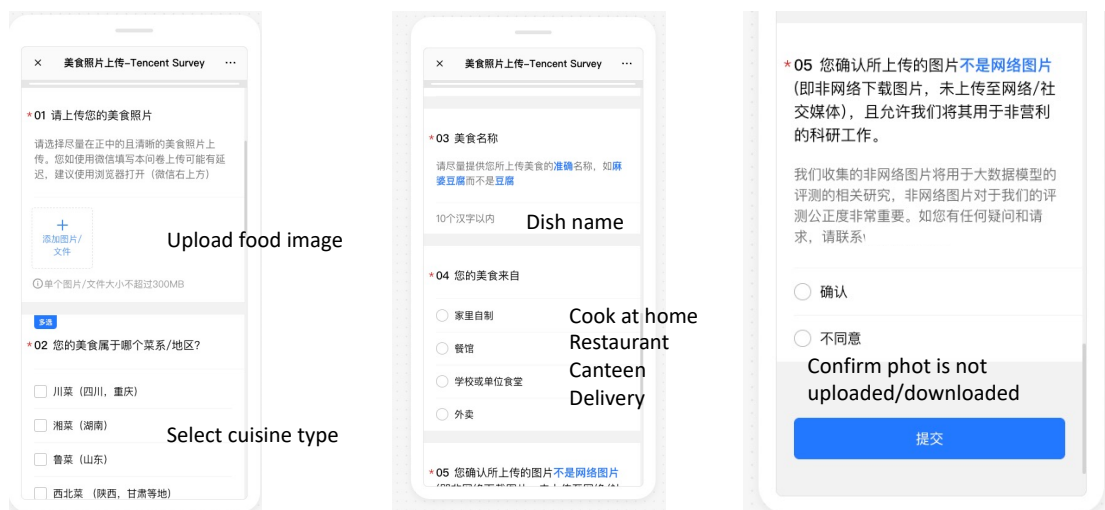 × 美食照片上传-Tencent Survey ···
*01 请上传您的美食照片
请选择尽量在正中的且清晰的美食照片上
传。您如使用微信填写本问卷上传可能有延
迟，建议使用浏览器打开（微信右上方）
+
添加图片/
文件
Upload food image
单个图片/文件大小不超过300MB
多选
*02 您的美食属于哪个菜系/地区?
川菜（四川，重庆）
湘菜（湖南）
Select cuisine type
鲁菜（山东）
西北菜 （陕西，甘肃等地)
× 美食照片上传-Tencent Survey ···
*03 美食名称
请尽量提供您所上传美食的准确名称，如麻
婆豆腐而不是豆腐
10个汉字以内
Dish name
*04 您的美食来自
家里自制
Cook at home
餐馆
Restaurant
学校或单位食堂
Canteen
外卖
Delivery
*05 您确认所上传的图片不是网络图片
*05 您确认所上传的图片不是网络图片
(即非网络下载图片，未上传至网络/社
交媒体），且允许我们将其用于非营利
的科研工作。
我们收集的非网络图片将用于大数据模型的
评测的相关研究，非网络图片对于我们的评
测公正度非常重要。如您有任何疑问和请
求，请联系
确认
不同意
Confirm phot is not
uploaded/downloaded
提交